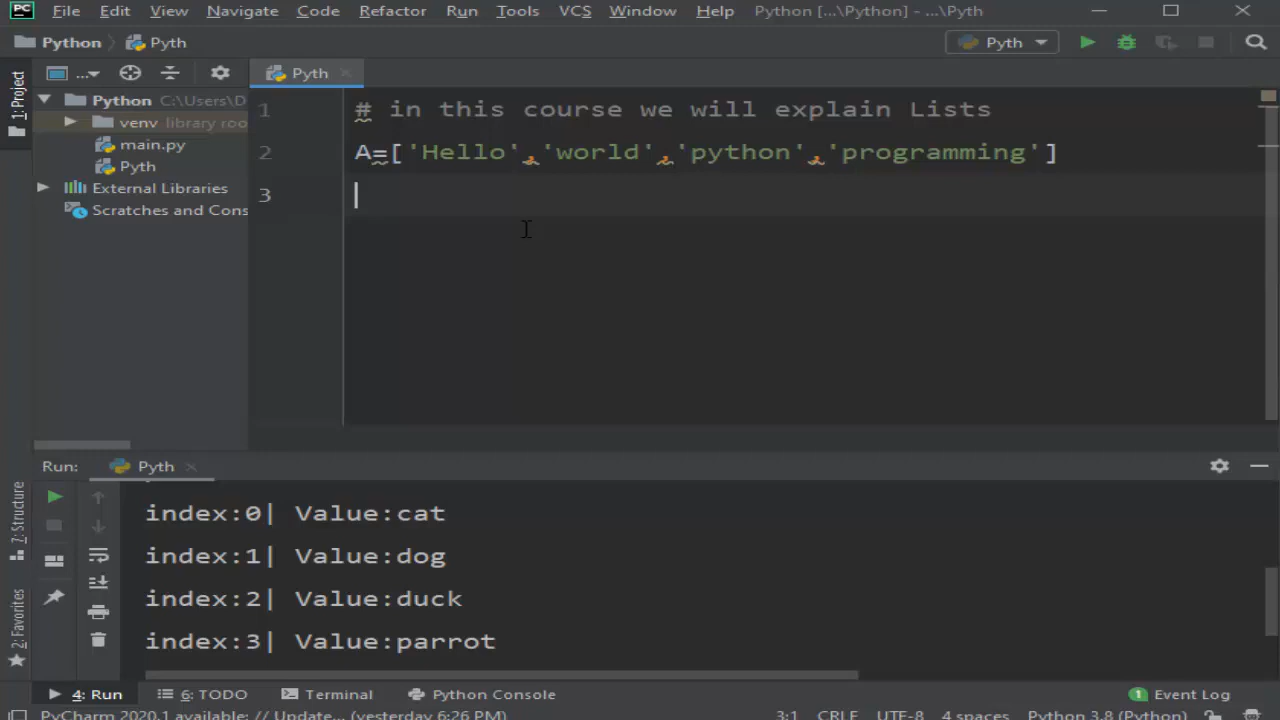 PC File Edit View Navigate Code Refactor Run Tools VCS Window Help Python [...\Python] - ...\Pyth
Python Pyth Pyth
1: Project ... Pyth
Python C:\Users\D
venv library roo
main.py
Pyth
External Libraries
Scratches and Cons
1 # in this course we will explain Lists
2 A=['Hello','world','python','programming']
3
Run: Pyth
index:0| Value:cat
index:1| Value:dog
index:2| Value:duck
index:3| Value:parrot
7: Structure
2: Favorites
4: Run 6: TODO Terminal Python Console 1 Event Log
PyCharm 2020.1 available: // Update... (yesterday 6:26 PM) 3:1 CRLF UTF-8 4 spaces Python 3.8 (Python)